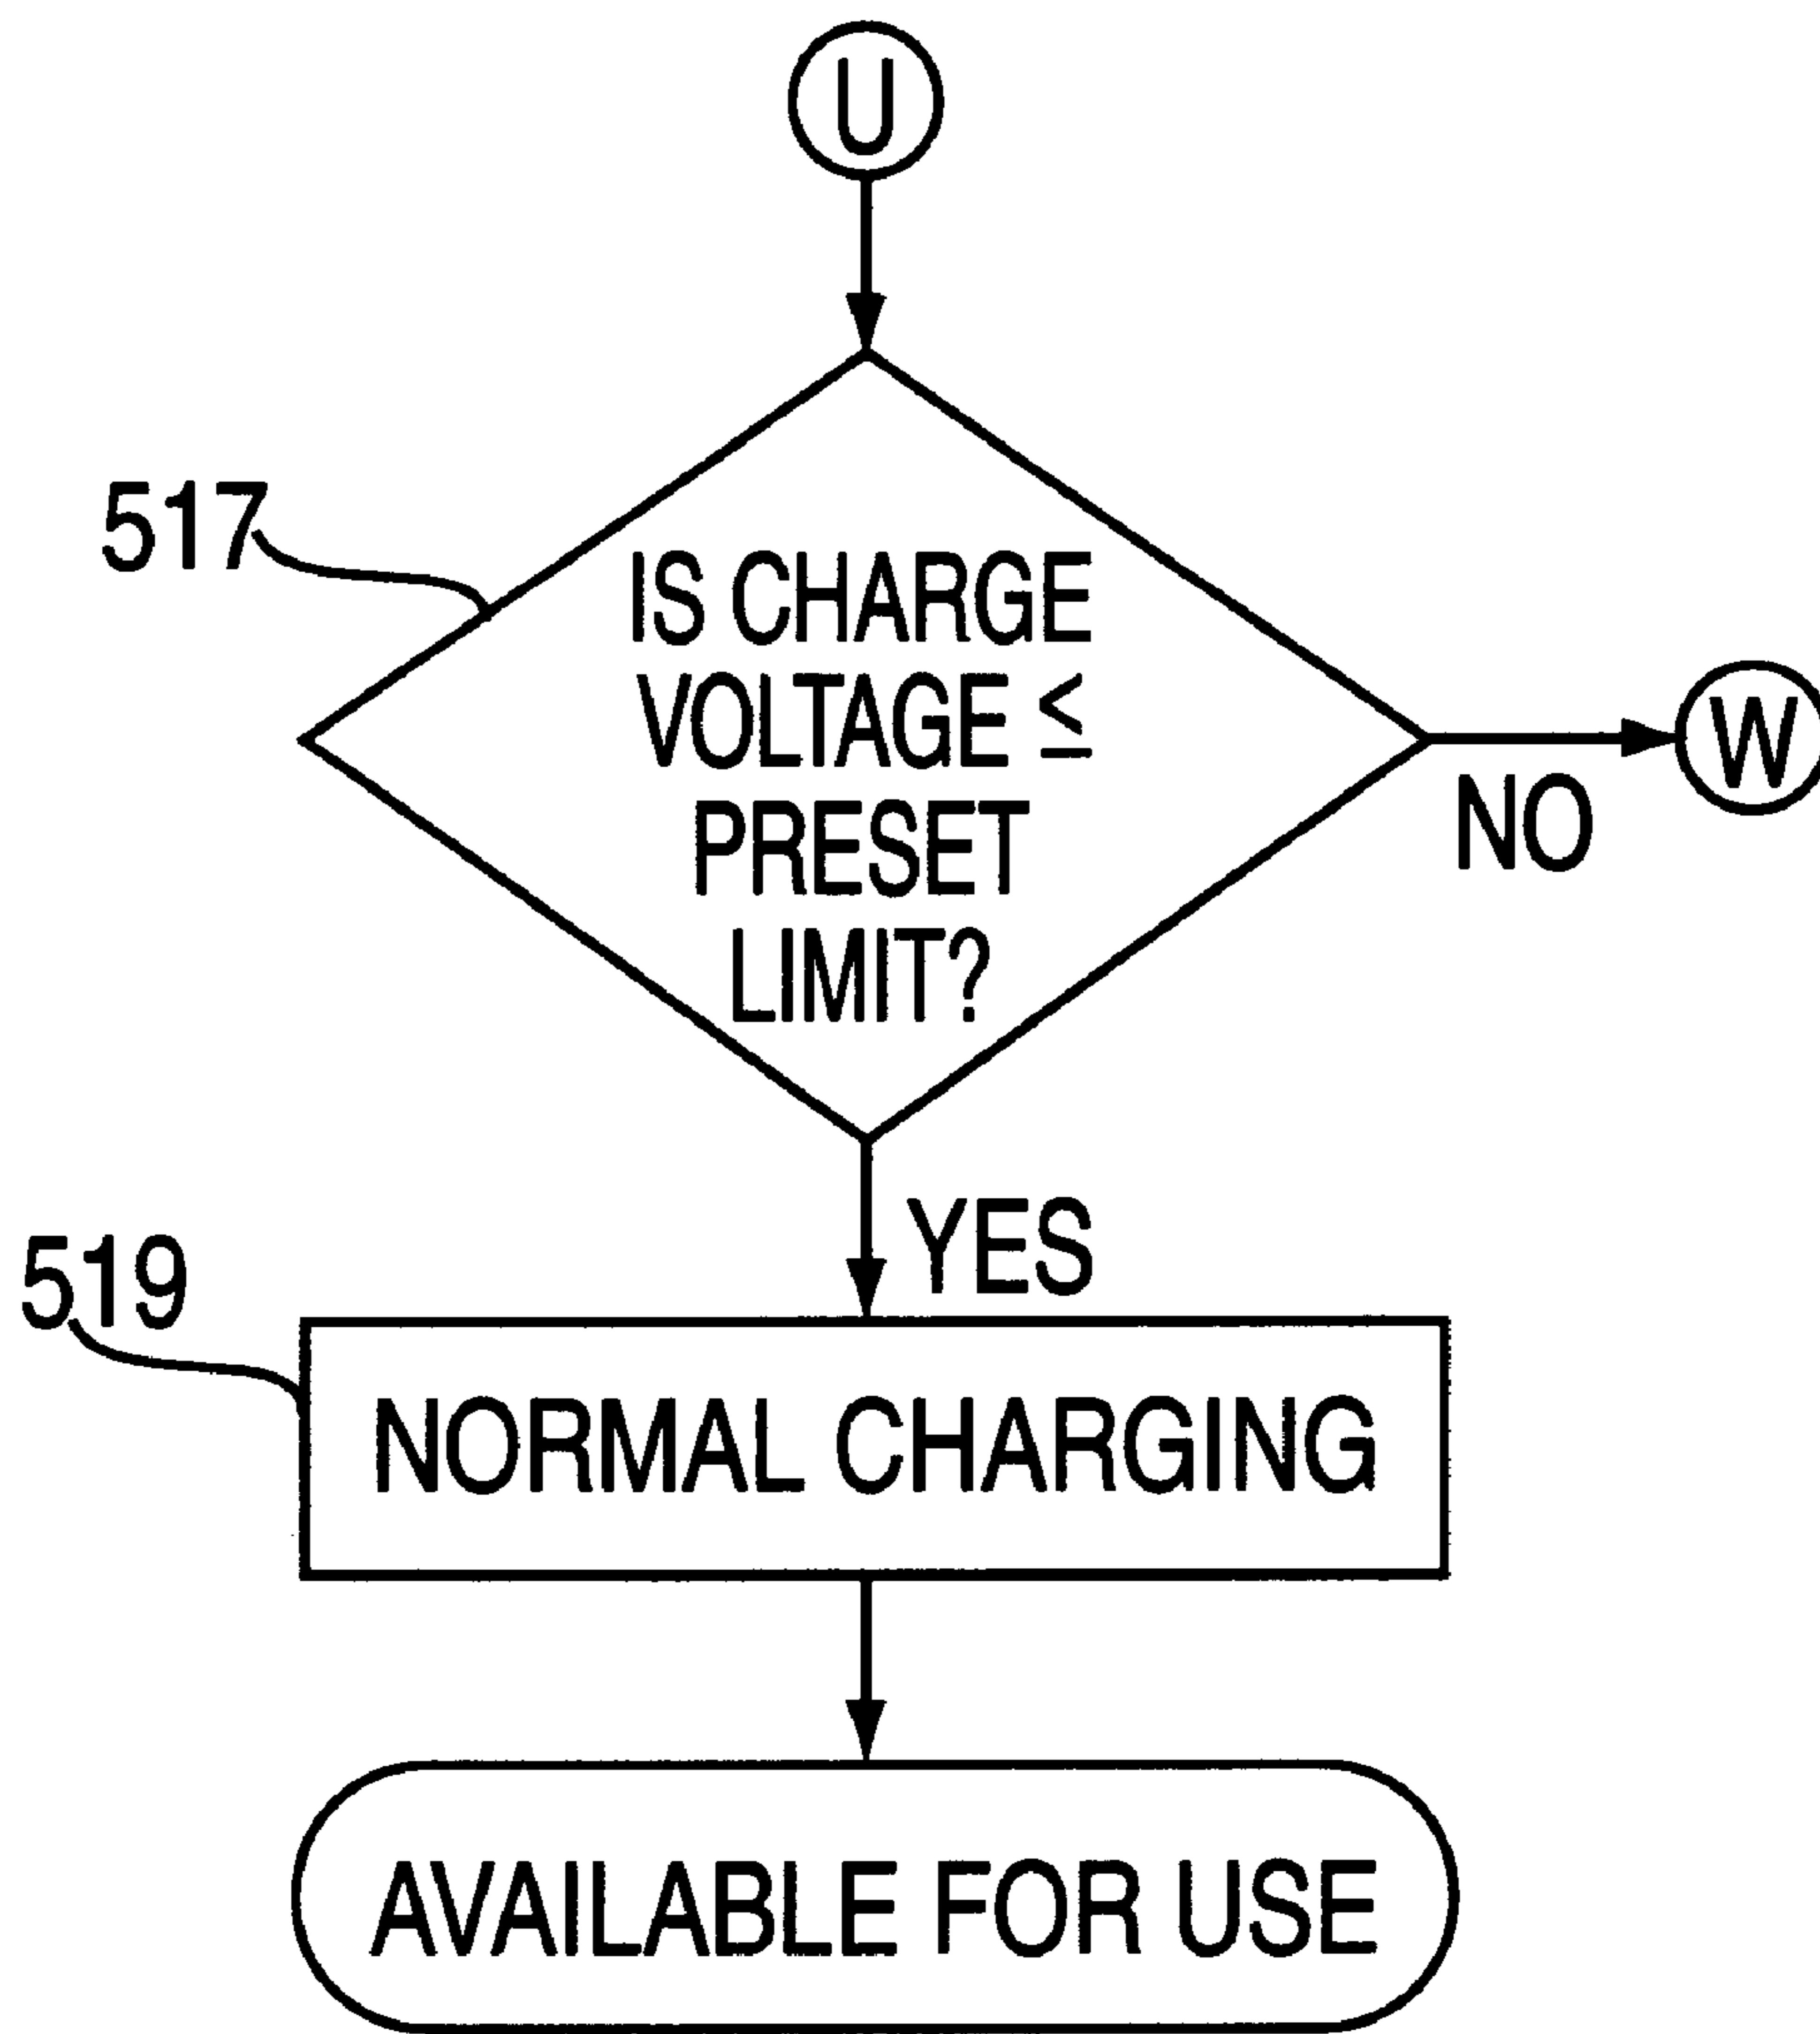 U
517
IS CHARGE
VOLTAGE ≤
PRESET
LIMIT?
W
NO
YES
519
NORMAL CHARGING
AVAILABLE FOR USE